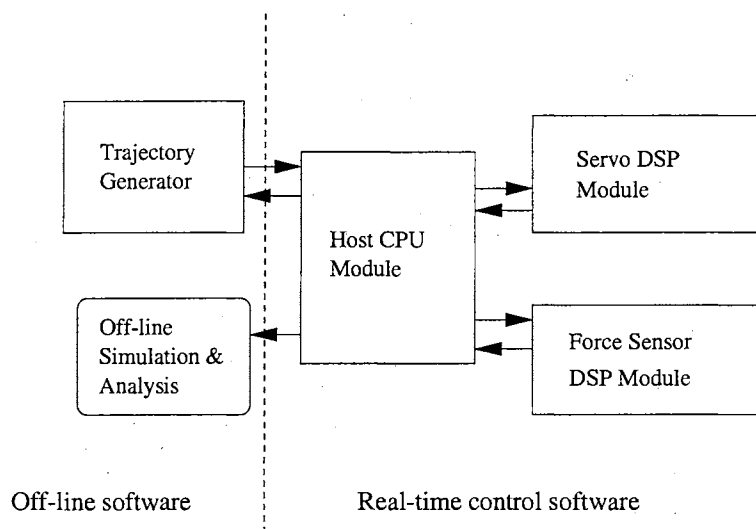 Trajectory
Generator
Host CPU
Module
Servo DSP
Module
Off-line
Simulation &
Analysis
Force Sensor
DSP Module
Off-line software
Real-time control software